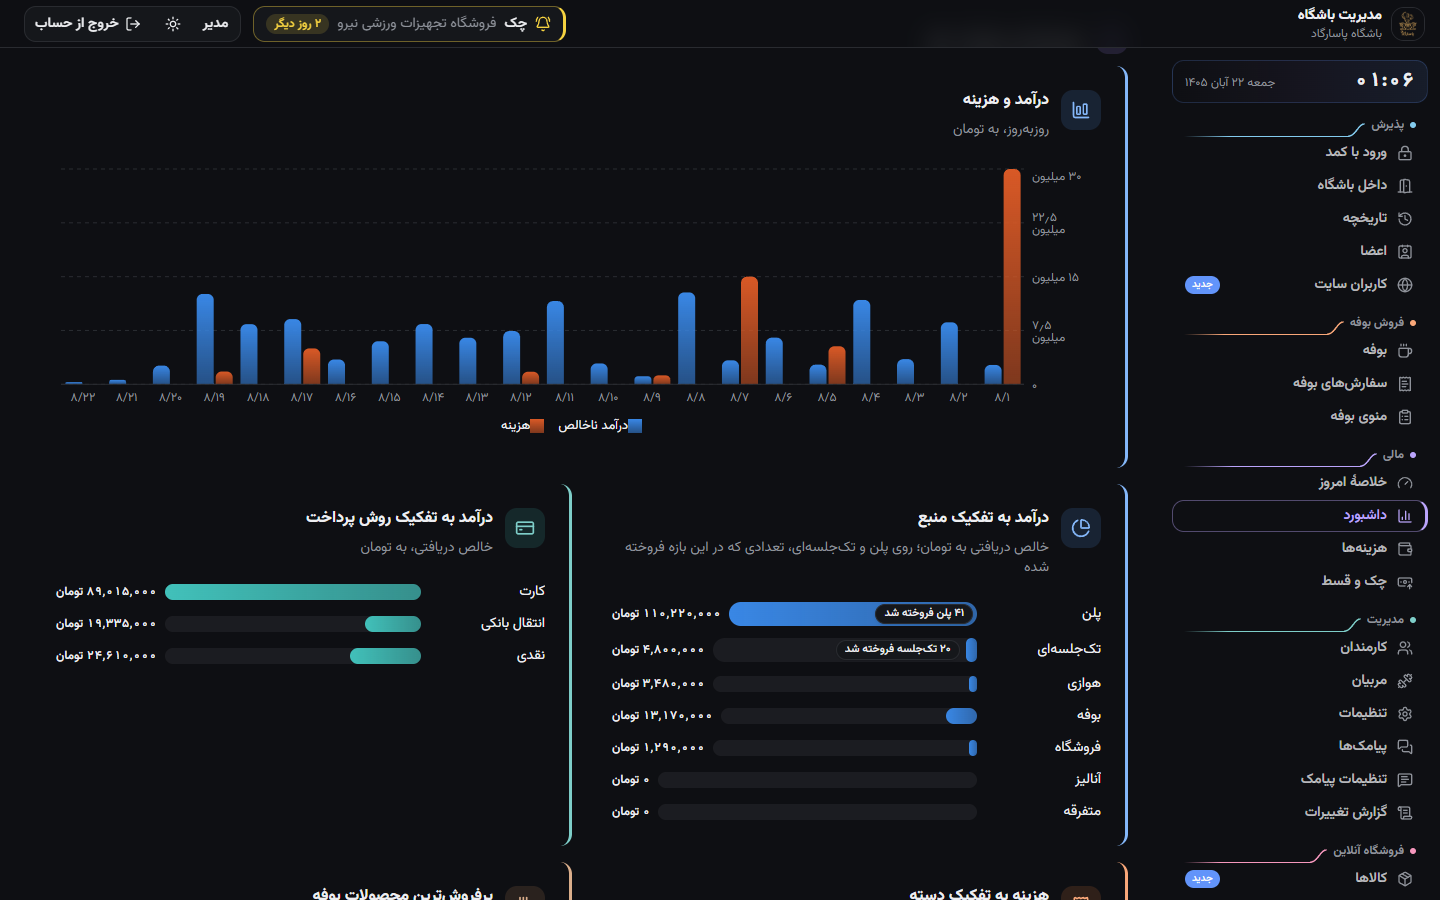 مدیریت باشگاه
باشگاه پاسارگاد
چک فروشگاه تجهیزات ورزشی نیرو ۲ روز دیگر
مدیر
خروج از حساب
۰۱:۰۶
جمعه ۲۲ آبان ۱۴۰۵
پذیرش
ورود با کمد
داخل باشگاه
تاریخچه
اعضا
کاربران سایت جدید
فروش بوفه
بوفه
سفارش‌های بوفه
منوی بوفه
مالی
خلاصهٔ امروز
داشبورد
هزینه‌ها
چک و قسط
مدیریت
کارمندان
مربیان
تنظیمات
پیامک‌ها
تنظیمات پیامک
گزارش تغییرات
فروشگاه آنلاین
کالاها جدید
درآمد و هزینه
روزبه‌روز، به تومان
۳۰ میلیون
۲۲٫۵
میلیون
۱۵ میلیون
۷٫۵
میلیون
۰
۸/۱ ۸/۲ ۸/۳ ۸/۴ ۸/۵ ۸/۶ ۸/۷ ۸/۸ ۸/۹ ۸/۱۰ ۸/۱۱ ۸/۱۲ ۸/۱۳ ۸/۱۴ ۸/۱۵ ۸/۱۶ ۸/۱۷ ۸/۱۸ ۸/۱۹ ۸/۲۰ ۸/۲۱ ۸/۲۲
درآمد ناخالص هزینه
درآمد به تفکیک منبع
خالص دریافتی به تومان؛ روی پلن و تک‌جلسه‌ای، تعدادی که در این بازه فروخته
شده
پلن ۴۱ پلن فروخته شد ۱۱۰,۲۲۰,۰۰۰ تومان
تک‌جلسه‌ای ۲۰ تک‌جلسه فروخته شد ۴,۸۰۰,۰۰۰ تومان
هوازی ۳,۴۸۰,۰۰۰ تومان
بوفه ۱۳,۱۷۰,۰۰۰ تومان
فروشگاه ۱,۲۹۰,۰۰۰ تومان
آنالیز ۰ تومان
متفرقه ۰ تومان
درآمد به تفکیک روش پرداخت
خالص دریافتی، به تومان
کارت ۸۹,۰۱۵,۰۰۰ تومان
انتقال بانکی ۱۹,۳۳۵,۰۰۰ تومان
نقدی ۲۴,۶۱۰,۰۰۰ تومان
هزینه به تفکیک دسته
پرفروش‌ترین محصولات بوفه